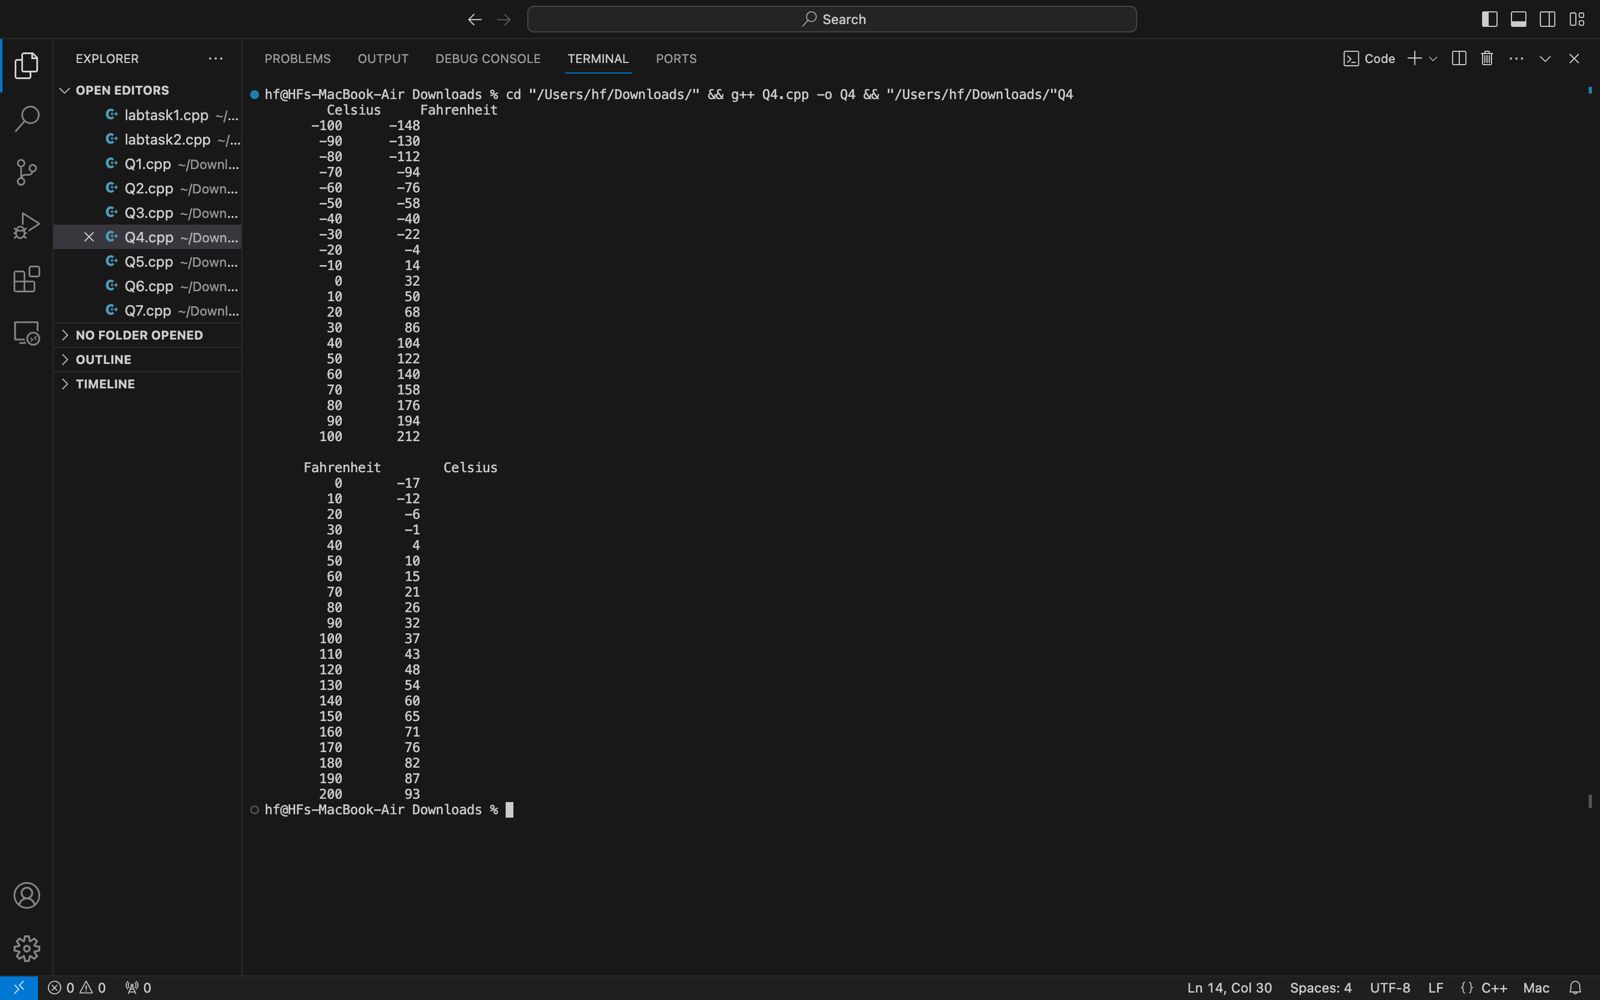 Search
EXPLORER
OPEN EDITORS
labtask1.cpp ~/...
labtask2.cpp ~/...
Q1.cpp ~/Downl...
Q2.cpp ~/Down...
Q3.cpp ~/Down...
Q4.cpp ~/Down...
Q5.cpp ~/Down...
Q6.cpp ~/Down...
Q7.cpp ~/Downl...
NO FOLDER OPENED
OUTLINE
TIMELINE
PROBLEMS OUTPUT DEBUG CONSOLE TERMINAL PORTS
Code
hf@HFs-MacBook-Air Downloads % cd "/Users/hf/Downloads/" && g++ Q4.cpp -o Q4 && "/Users/hf/Downloads/"Q4
Celsius Fahrenheit
-100 -148
-90 -130
-80 -112
-70 -94
-60 -76
-50 -58
-40 -40
-30 -22
-20 -4
-10 14
0 32
10 50
20 68
30 86
40 104
50 122
60 140
70 158
80 176
90 194
100 212
Fahrenheit Celsius
0 -17
10 -12
20 -6
30 -1
40 4
50 10
60 15
70 21
80 26
90 32
100 37
110 43
120 48
130 54
140 60
150 65
160 71
170 76
180 82
190 87
200 93
hf@HFs-MacBook-Air Downloads %
0 0 0
Ln 14, Col 30 Spaces: 4 UTF-8 LF {} C++ Mac